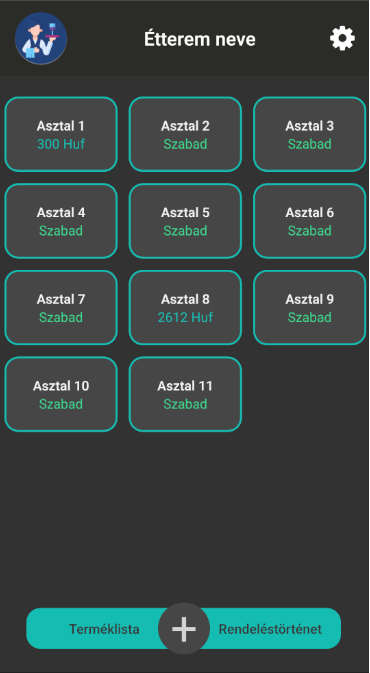 Étterem neve
Asztal 1
300 Huf
Asztal 2
Szabad
Asztal 3
Szabad
Asztal 4
Szabad
Asztal 5
Szabad
Asztal 6
Szabad
Asztal 7
Szabad
Asztal 8
2612 Huf
Asztal 9
Szabad
Asztal 10
Szabad
Asztal 11
Szabad
Terméklista
Rendeléstörténet